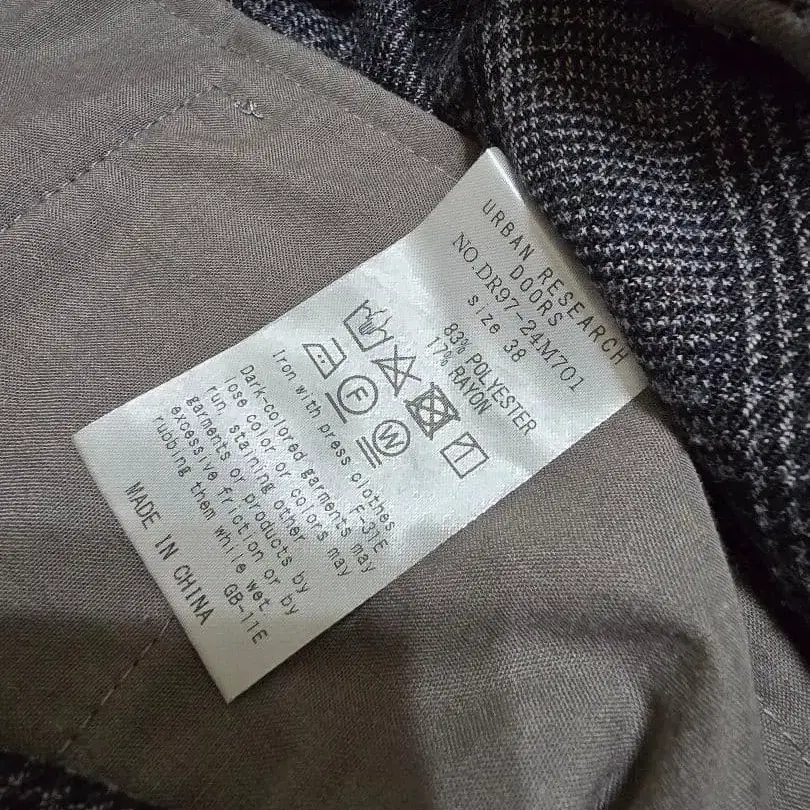 URBAN RESEARCH
DOORS
NO.DR97-24M701
size 38
83% POLYESTER
17% RAYON
F
W
Iron with press clothes.
F-31E
Dark-colored garments may
lose color or colors may
run, staining other
garments or products by
excessive friction or by
rubbing them while wet.
GB-11E
MADE IN CHINA